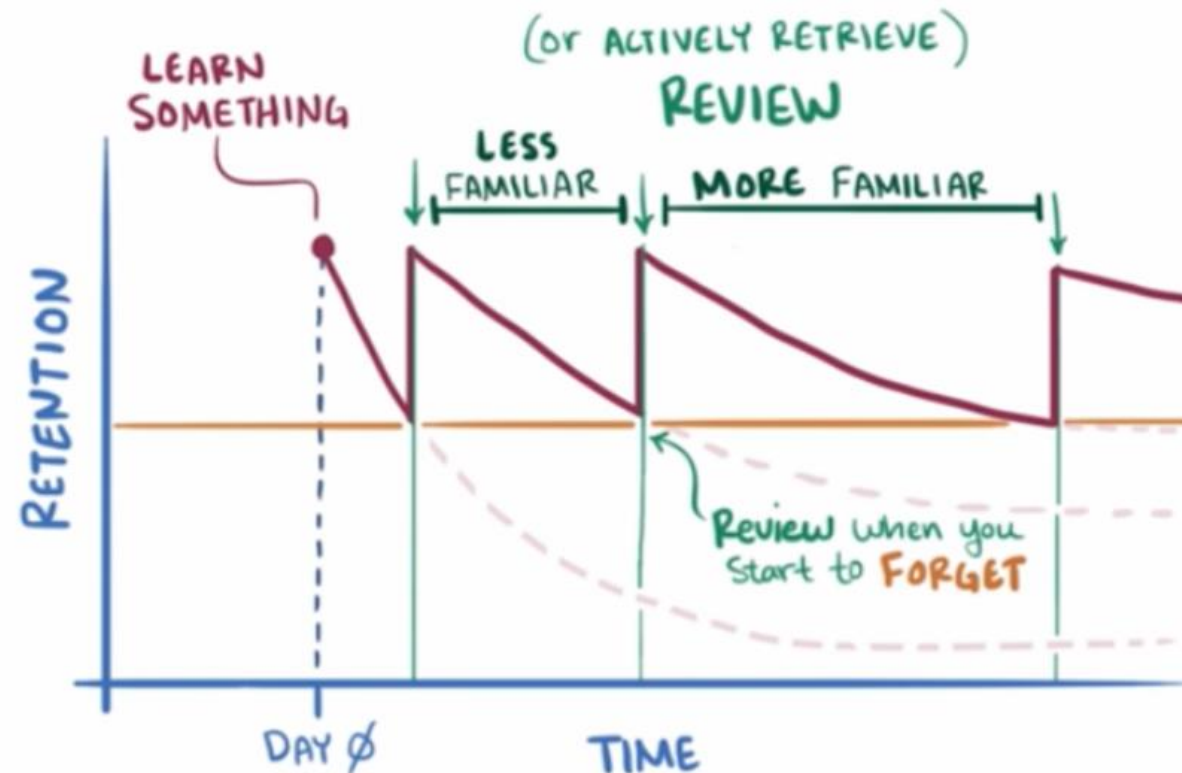 (or ACTIVELY RETRIEVE)
REVIEW
LEARN
SOMETHING
LESS
FAMILIAR
MORE FAMILIAR
RETENTION
Review when you
start to FORGET
DAY Ø
TIME